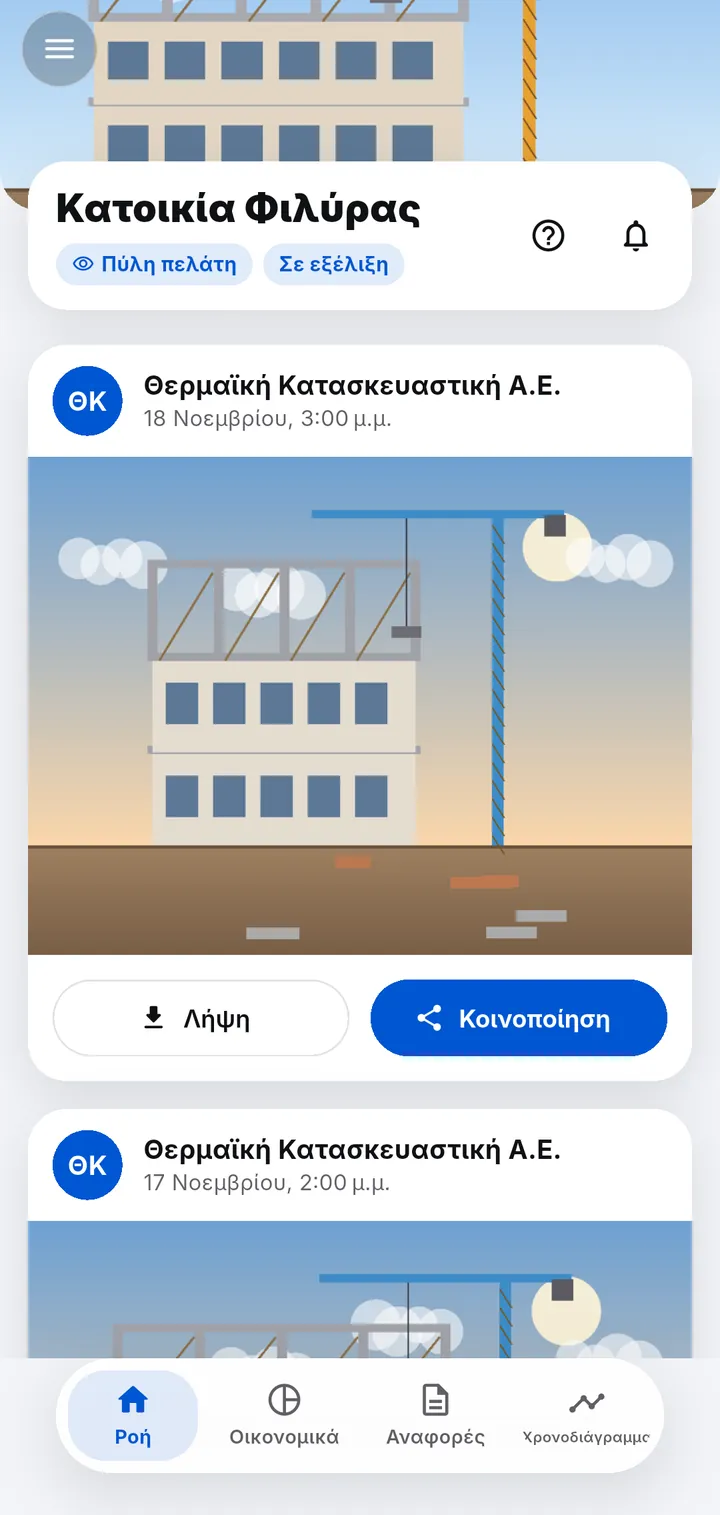 Κατοικία Φιλύρας
Πύλη πελάτη
Σε εξέλιξη
ΘΚ
Θερμαϊκή Κατασκευαστική Α.Ε.
18 Νοεμβρίου, 3:00 μ.μ.
Λήψη
Κοινοποίηση
ΘΚ
Θερμαϊκή Κατασκευαστική Α.Ε.
17 Νοεμβρίου, 2:00 μ.μ.
Ροή
Οικονομικά
Αναφορές
Χρονοδιάγραμμα